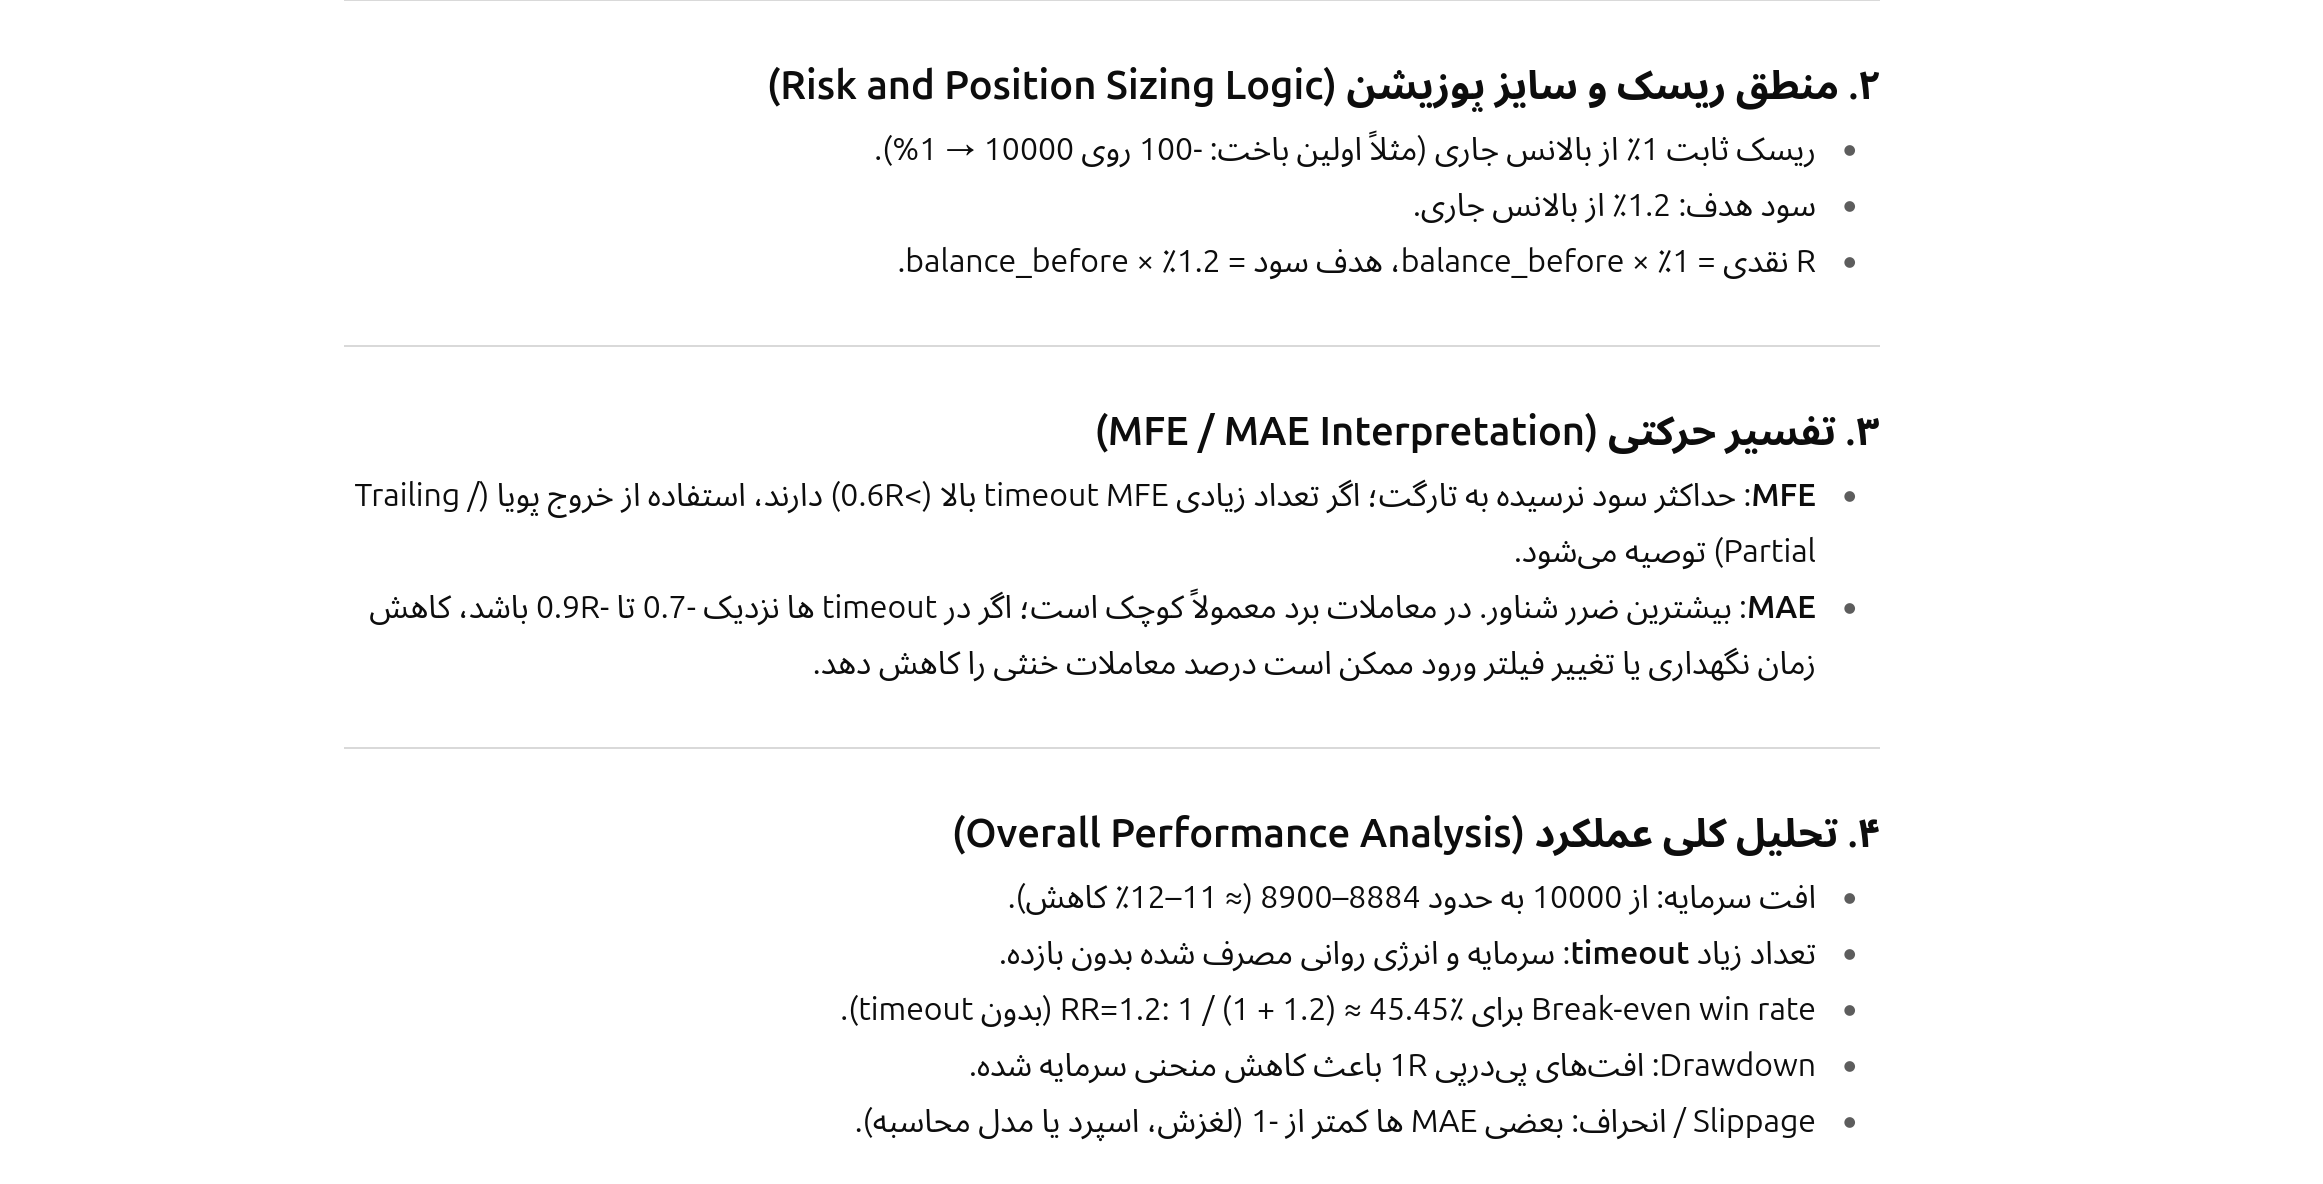 ۲. منطق ریسک و سایز پوزیشن (Risk and Position Sizing Logic)
ریسک ثابت 1٪ از بالانس جاری (مثلاً اولین باخت: -100 روی 10000 → 1%).
سود هدف: 1.2٪ از بالانس جاری.
R نقدی = 1٪ × balance_before، هدف سود = 1.2٪ × balance_before.
۳. تفسیر حرکتی (MFE / MAE Interpretation)
MFE: حداکثر سود نرسیده به تارگت؛ اگر تعداد زیادی timeout MFE بالا (>0.6R) دارند، استفاده از خروج پویا (Trailing /
Partial) توصیه می‌شود.
MAE: بیشترین ضرر شناور. در معاملات برد معمولاً کوچک است؛ اگر در timeout ها نزدیک -0.7 تا -0.9R باشد، کاهش
زمان نگهداری یا تغییر فیلتر ورود ممکن است درصد معاملات خنثی را کاهش دهد.
۴. تحلیل کلی عملکرد (Overall Performance Analysis)
افت سرمایه: از 10000 به حدود 8884–8900 (≈ 11–12٪ کاهش).
تعداد زیاد timeout: سرمایه و انرژی روانی مصرف شده بدون بازده.
Break-even win rate برای RR=1.2: 1 / (1 + 1.2) ≈ 45.45٪ (بدون timeout).
Drawdown: افت‌های پی‌درپی 1R باعث کاهش منحنی سرمایه شده.
Slippage / انحراف: بعضی MAE ها کمتر از -1 (لغزش، اسپرد یا مدل محاسبه).